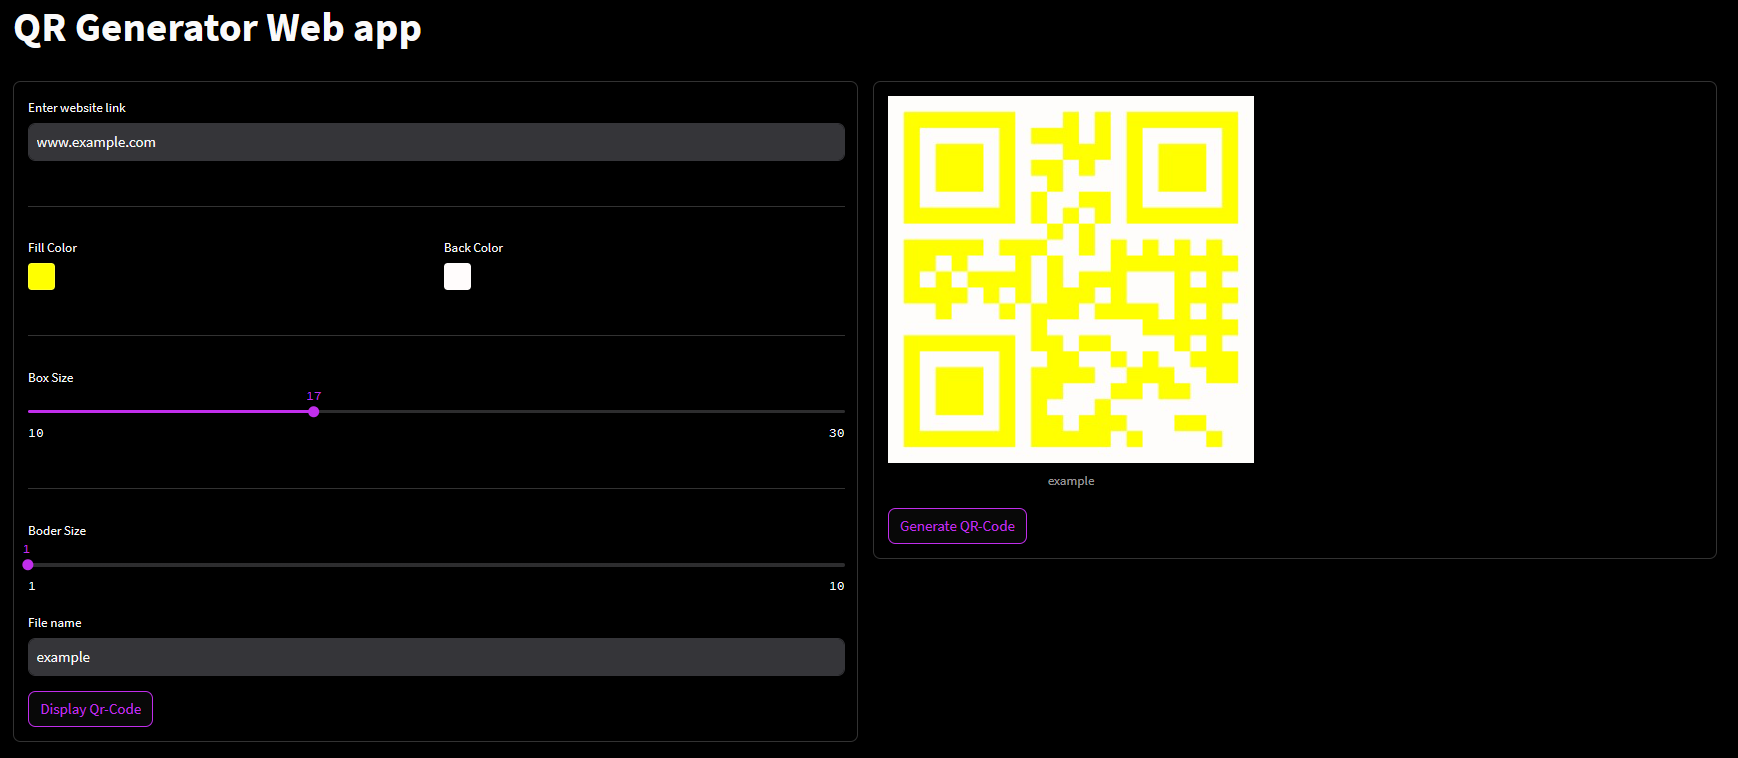 QR Generator Web app
Enter website link
www.example.com
Fill Color
Back Color
Box Size
17
10
30
Boder Size
1
1
10
File name
example
Display Qr-Code
example
Generate QR-Code